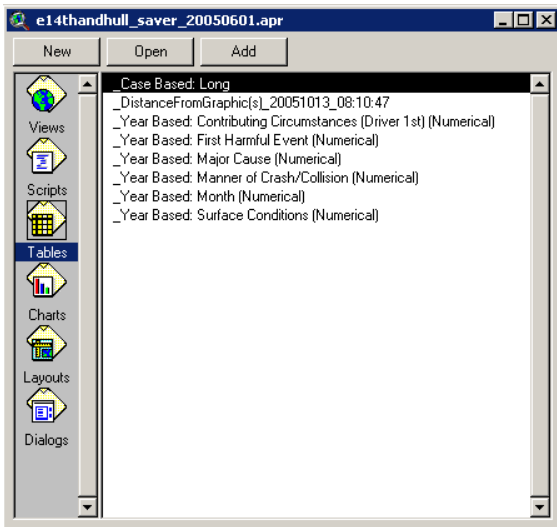 e14thandhull_saver_20050601.apr
New Open Add
Views
Scripts
Tables
Charts
Layouts
Dialogs
_Case Based: Long
_DistanceFromGraphic(s)_20051013_08:10:47
_Year Based: Contributing Circumstances (Driver 1st) (Numerical)
_Year Based: First Harmful Event (Numerical)
_Year Based: Major Cause (Numerical)
_Year Based: Manner of Crash/Collision (Numerical)
_Year Based: Month (Numerical)
_Year Based: Surface Conditions (Numerical)